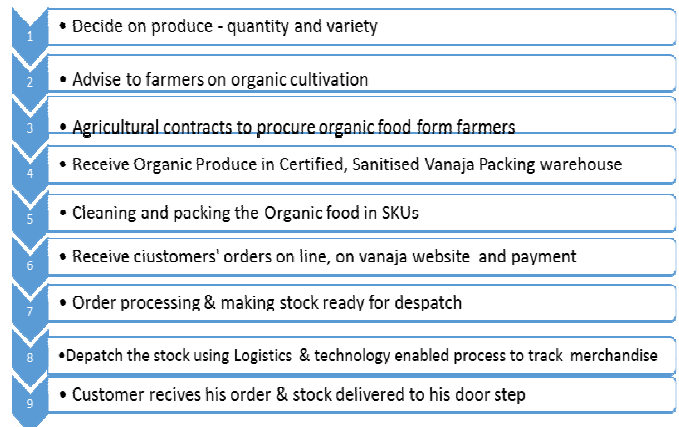 1 • Decide on produce - quantity and variety
2 • Advise to farmers on organic cultivation
3 • Agricultural contracts to procure organic food form farmers
4 • Receive Organic Produce in Certified, Sanitised Vanaja Packing warehouse
5 • Cleaning and packing the Organic food in SKUs
6 • Receive ciustomers' orders on line, on vanaja website and payment
7 • Order processing & making stock ready for despatch
8 •Depatch the stock using Logistics & technology enabled process to track merchandise
9 • Customer recives his order & stock delivered to his door step